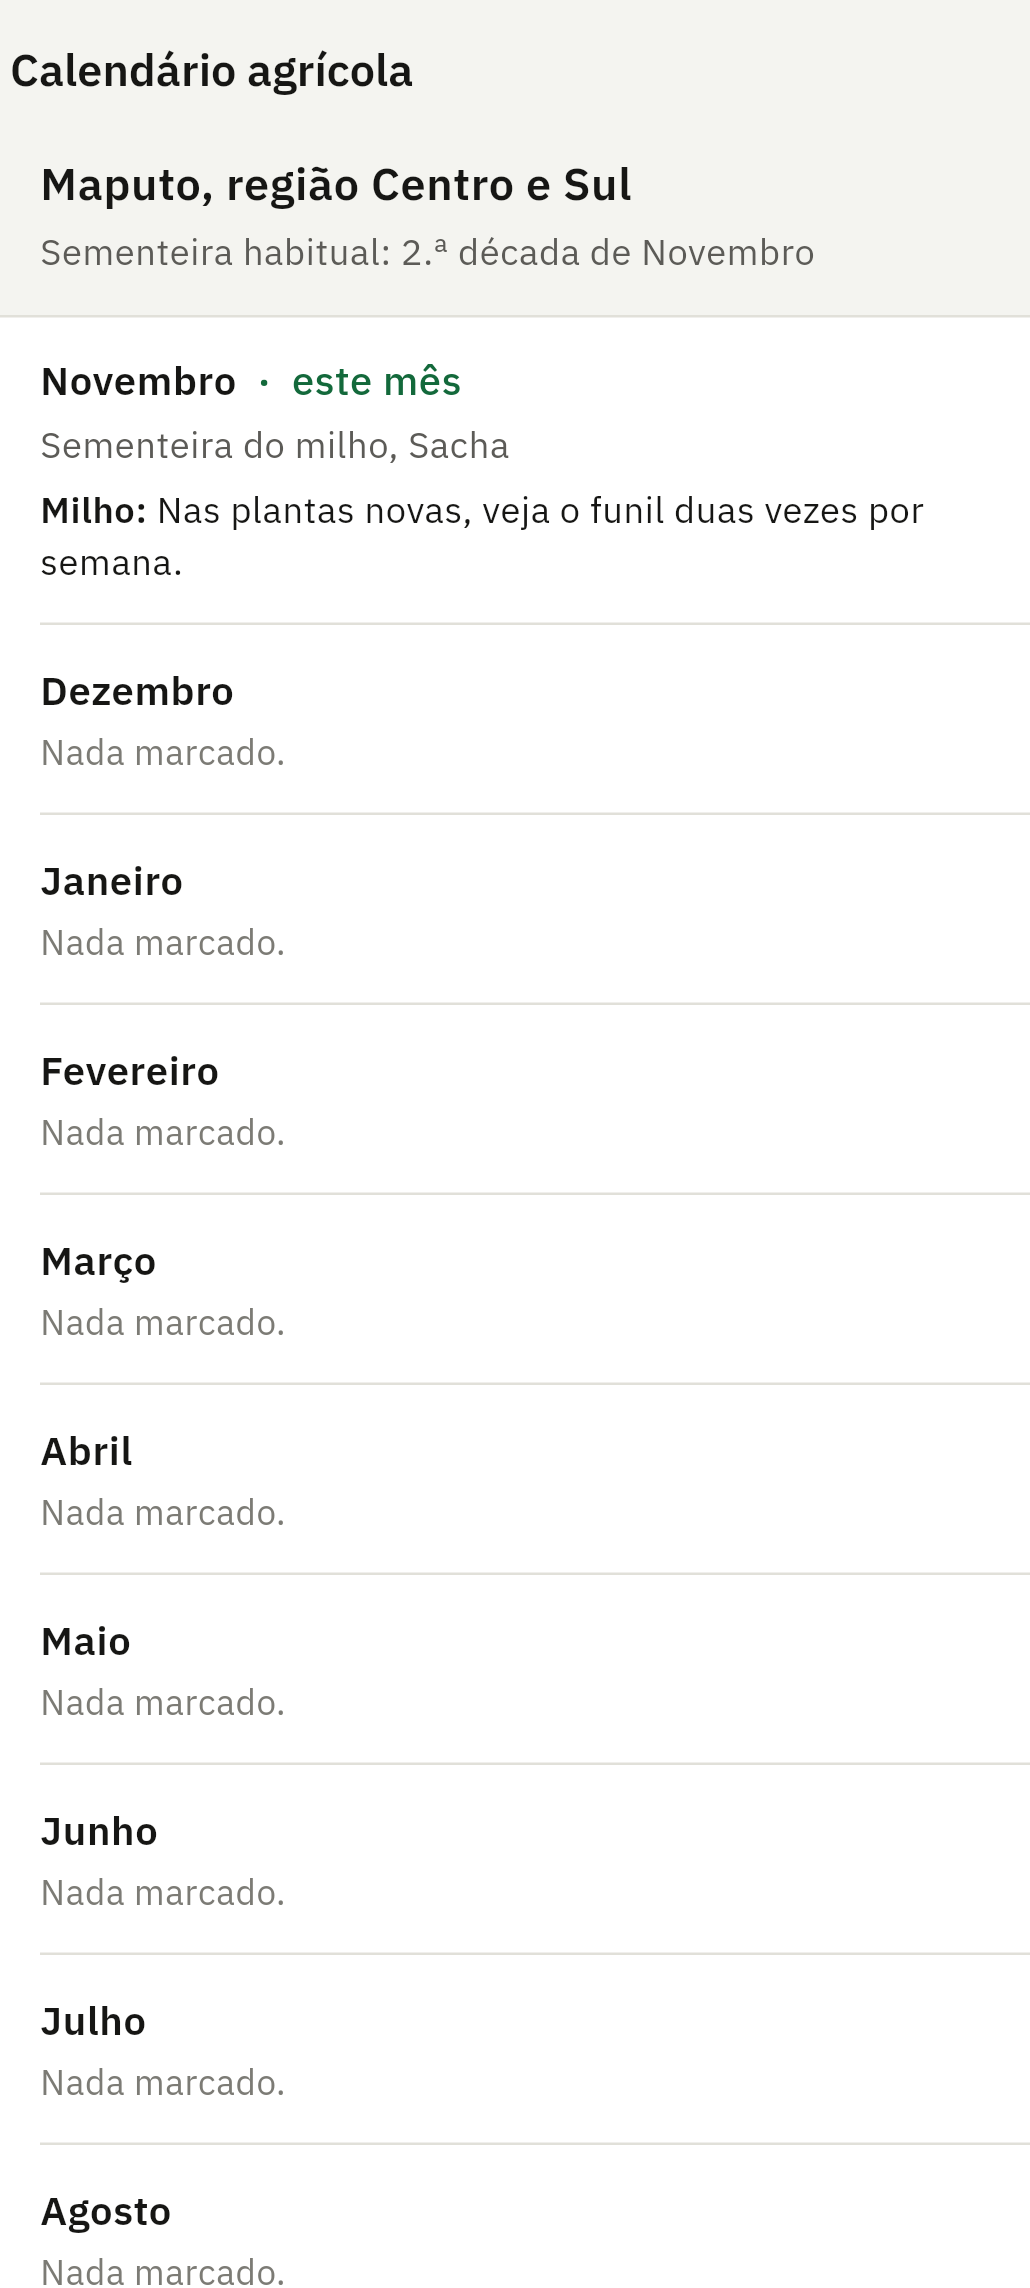 Calendário agrícola
Maputo, região Centro e Sul
Sementeira habitual: 2.ª década de Novembro
Novembro · este mês
Sementeira do milho, Sacha
Milho: Nas plantas novas, veja o funil duas vezes por
semana.
Dezembro
Nada marcado.
Janeiro
Nada marcado.
Fevereiro
Nada marcado.
Março
Nada marcado.
Abril
Nada marcado.
Maio
Nada marcado.
Junho
Nada marcado.
Julho
Nada marcado.
Agosto
Nada marcado.